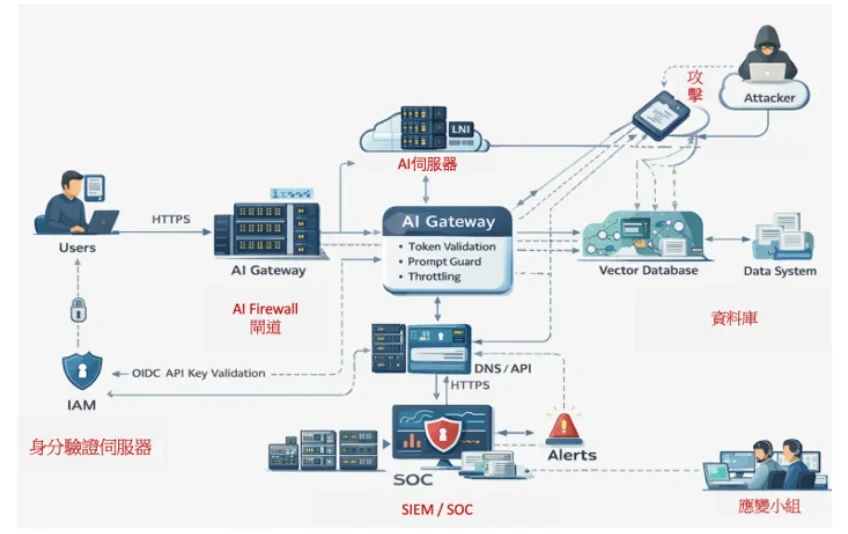 攻
擊
Attacker
LNI
AI伺服器
HTTPS
Users
AI Gateway
AI Gateway
• Token Validation
• Prompt Guard
• Throttling
Vector Database
Data System
AI Firewall
閘道
資料庫
DNS / API
OIDC API Key Validation
HTTPS
IAM
身分驗證伺服器
Alerts
SOC
SIEM / SOC
應變小組